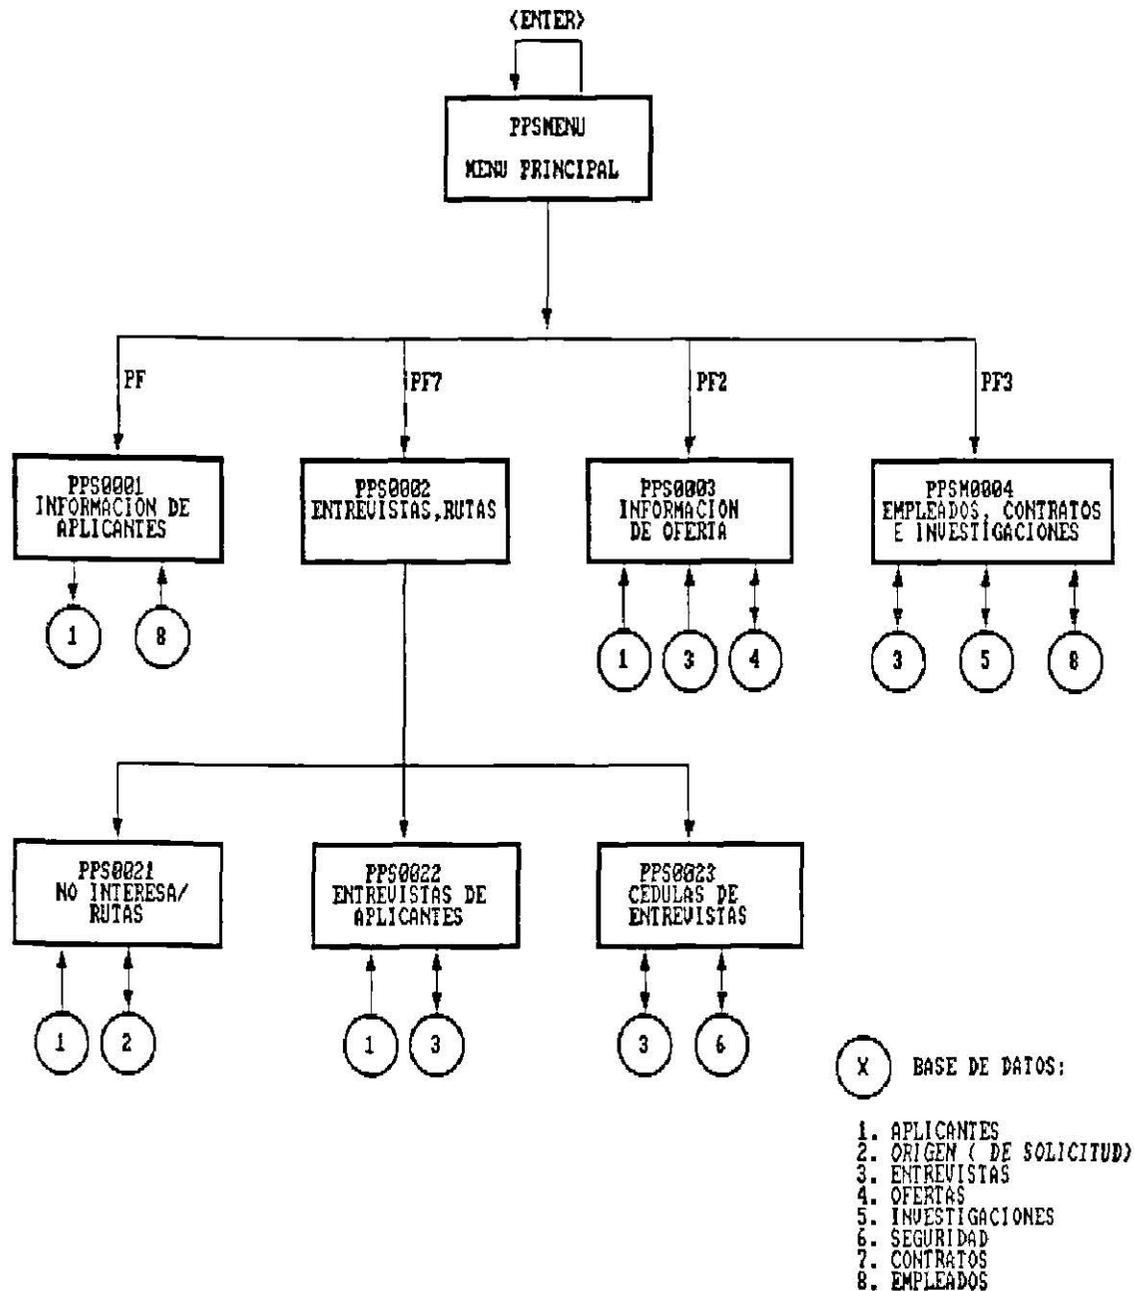 <ENTER>
PPSMENU
MENU PRINCIPAL
PF
PF7
PF2
PF3
PPS0001
INFORMACION DE
APLICANTES
PPS0002
ENTREVISTAS,RUTAS
PPS0003
INFORMACION
DE OFERTA
PPSM0004
EMPLEADOS, CONTRATOS
E INVESTIGACIONES
1
8
1
3
4
3
5
8
PPS0021
NO INTERESA/
RUTAS
PPS0022
ENTREVISTAS DE
APLICANTES
PPS0023
CEDULAS DE
ENTREVISTAS
1
2
1
3
3
6
X
BASE DE DATOS:
1. APLICANTES
2. ORIGEN ( DE SOLICITUD)
3. ENTREVISTAS
4. OFERTAS
5. INVESTIGACIONES
6. SEGURIDAD
7. CONTRATOS
8. EMPLEADOS